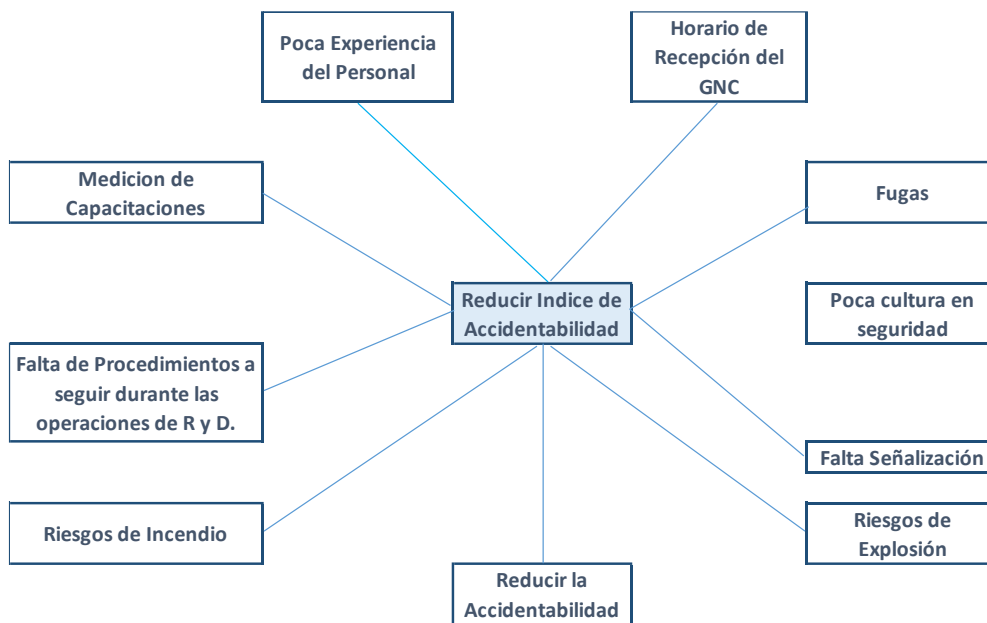 Poca Experiencia
del Personal
Horario de
Recepción del
GNC
Medicion de
Capacitaciones
Fugas
Reducir Indice de
Accidentabilidad
Poca cultura en
seguridad
Falta de Procedimientos a
seguir durante las
operaciones de R y D.
Falta Señalización
Riesgos de Incendio
Riesgos de
Explosión
Reducir la
Accidentabilidad